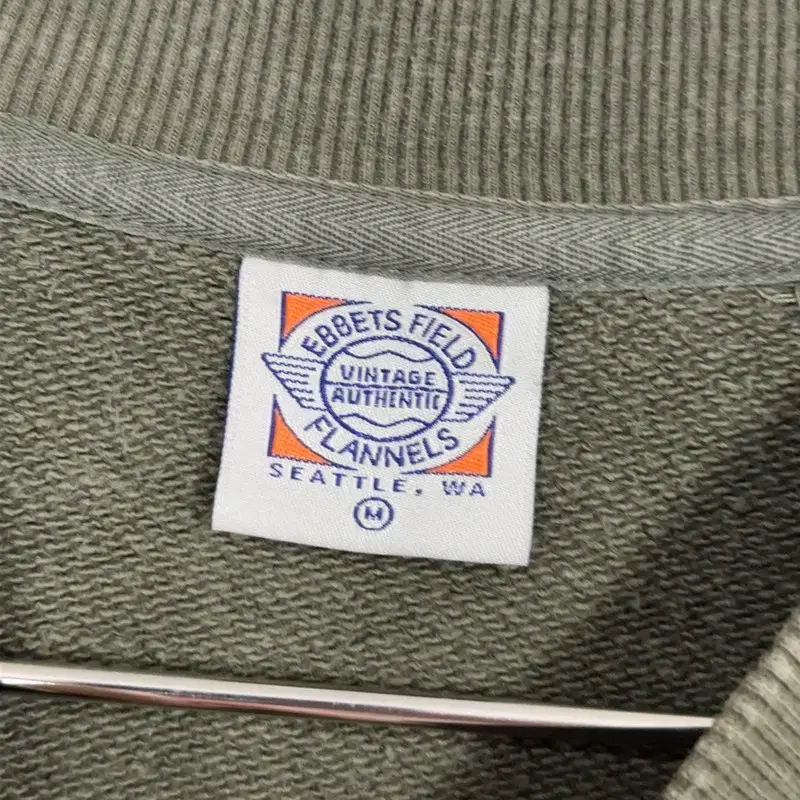 EBBETS FIELD
VINTAGE
AUTHENTIC
FLANNELS
SEATTLE, WA
M